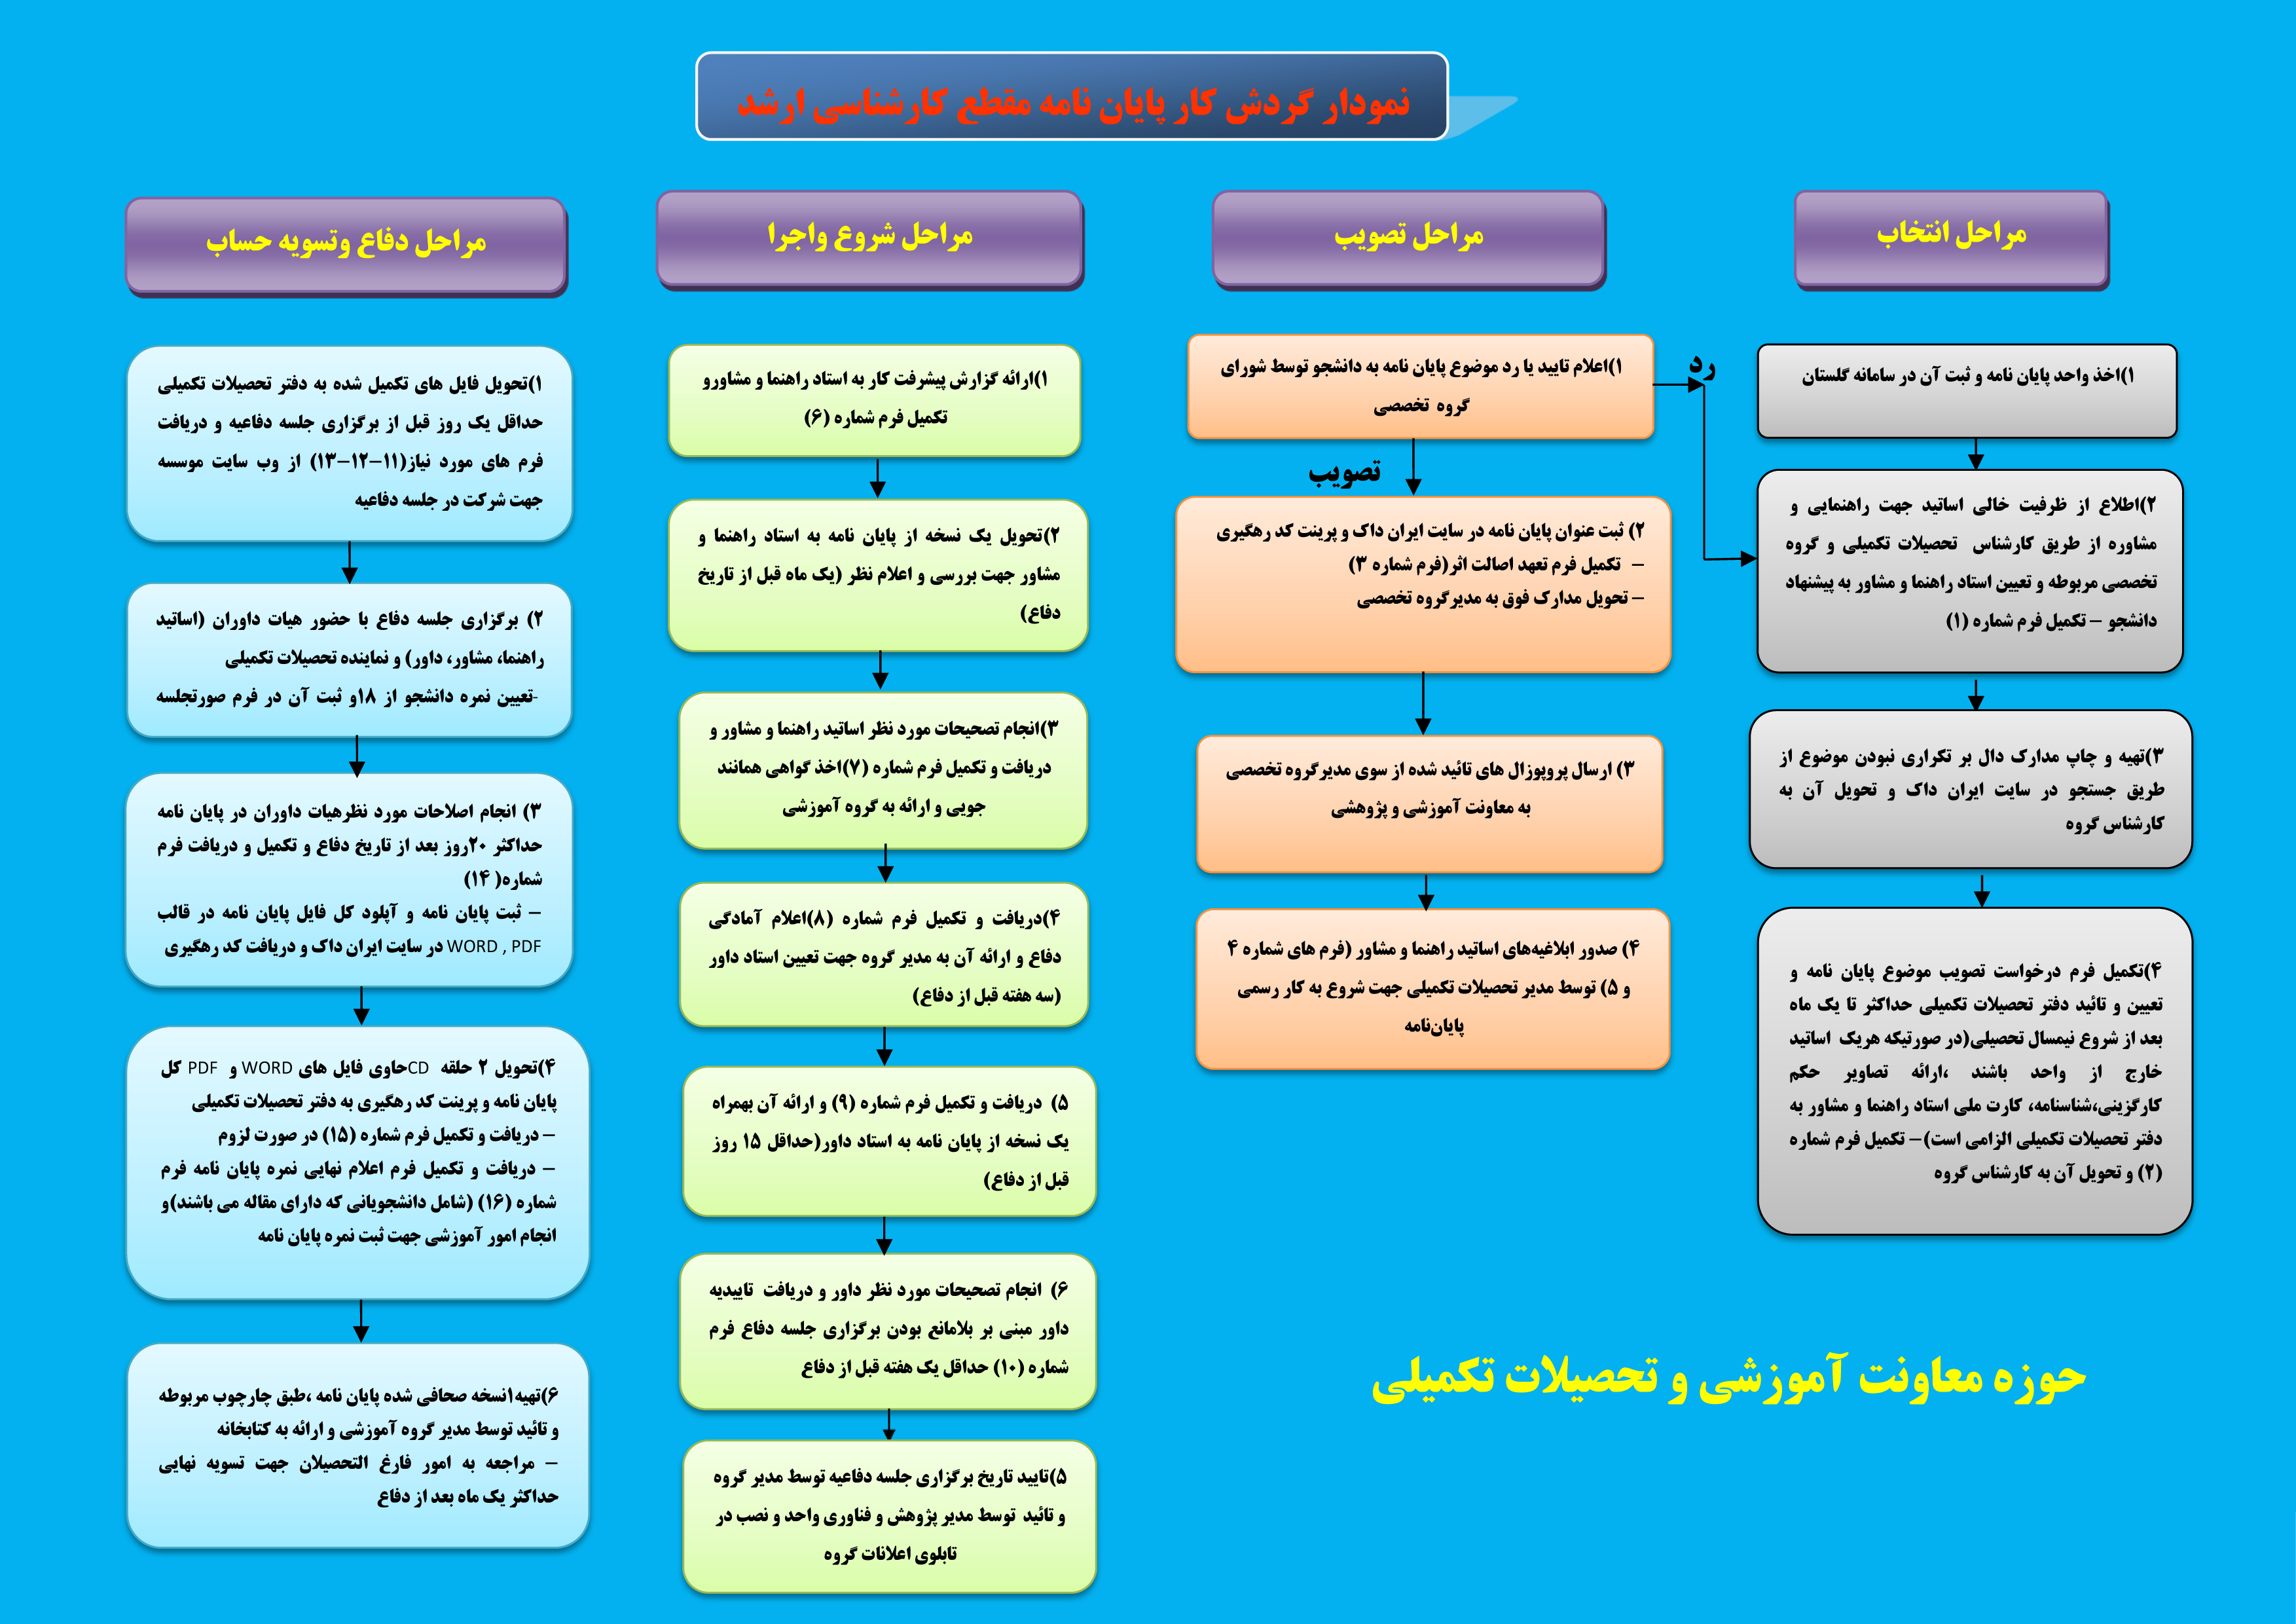 نمودار گردش کار پایان نامه مقطع کارشناسی ارشد
مراحل انتخاب
۱)اخذ واحد پایان نامه و ثبت آن در سامانه گلستان
۲)اطلاع از ظرفیت خالی اساتید جهت راهنمایی و
مشاوره از طریق کارشناس تحصیلات تکمیلی و گروه
تخصصی مربوطه و تعیین استاد راهنما و مشاور به پیشنهاد
دانشجو – تکمیل فرم شماره (۱)
۳)تهیه و چاپ مدارک دال بر تکراری نبودن موضوع از
طریق جستجو در سایت ایران داک و تحویل آن به
کارشناس گروه
۴)تکمیل فرم درخواست تصویب موضوع پایان نامه و
تعیین و تائید دفتر تحصیلات تکمیلی حداکثر تا یک ماه
بعد از شروع نیمسال تحصیلی(در صورتیکه هریک اساتید
خارج از واحد باشند ،ارائه تصاویر حکم
کارگزینی،شناسنامه، کارت ملی استاد راهنما و مشاور به
دفتر تحصیلات تکمیلی الزامی است)– تکمیل فرم شماره
(۲) و تحویل آن به کارشناس گروه
مراحل تصویب
۱)اعلام تایید یا رد موضوع پایان نامه به دانشجو توسط شورای
گروه تخصصی
رد
تصویب
۲) ثبت عنوان پایان نامه در سایت ایران داک و پرینت کد رهگیری
– تکمیل فرم تعهد اصالت اثر(فرم شماره ۳)
– تحویل مدارک فوق به مدیرگروه تخصصی
۳) ارسال پروپوزال های تائید شده از سوی مدیرگروه تخصصی
به معاونت آموزشی و پژوهشی
۴) صدور ابلاغیه‌های اساتید راهنما و مشاور (فرم های شماره ۴
و ۵) توسط مدیر تحصیلات تکمیلی جهت شروع به کار رسمی
پایان‌نامه
مراحل شروع واجرا
۱)ارائه گزارش پیشرفت کار به استاد راهنما و مشاورو
تکمیل فرم شماره (۶)
۲)تحویل یک نسخه از پایان نامه به استاد راهنما و
مشاور جهت بررسی و اعلام نظر (یک ماه قبل از تاریخ
دفاع)
۳)انجام تصحیحات مورد نظر اساتید راهنما و مشاور و
دریافت و تکمیل فرم شماره (۷)اخذ گواهی همانند
جویی و ارائه به گروه آموزشی
۴)دریافت و تکمیل فرم شماره (۸)اعلام آمادگی
دفاع و ارائه آن به مدیر گروه جهت تعیین استاد داور
(سه هفته قبل از دفاع)
۵) دریافت و تکمیل فرم شماره (۹) و ارائه آن بهمراه
یک نسخه از پایان نامه به استاد داور(حداقل ۱۵ روز
قبل از دفاع)
۶) انجام تصحیحات مورد نظر داور و دریافت تاییدیه
داور مبنی بر بلامانع بودن برگزاری جلسه دفاع فرم
شماره (۱۰) حداقل یک هفته قبل از دفاع
۵)تایید تاریخ برگزاری جلسه دفاعیه توسط مدیر گروه
و تائید توسط مدیر پژوهش و فناوری واحد و نصب در
تابلوی اعلانات گروه
مراحل دفاع وتسویه حساب
۱)تحویل فایل های تکمیل شده به دفتر تحصیلات تکمیلی
حداقل یک روز قبل از برگزاری جلسه دفاعیه و دریافت
فرم های مورد نیاز(۱۱–۱۲–۱۳) از وب سایت موسسه
جهت شرکت در جلسه دفاعیه
۲) برگزاری جلسه دفاع با حضور هیات داوران (اساتید
راهنما، مشاور، داور) و نماینده تحصیلات تکمیلی
-تعیین نمره دانشجو از ۱۸و ثبت آن در فرم صورتجلسه
۳) انجام اصلاحات مورد نظرهیات داوران در پایان نامه
حداکثر ۲۰روز بعد از تاریخ دفاع و تکمیل و دریافت فرم
شماره( ۱۴)
– ثبت پایان نامه و آپلود کل فایل پایان نامه در قالب
WORD , PDF در سایت ایران داک و دریافت کد رهگیری
۴)تحویل ۲ حلقه CDحاوی فایل های WORD و PDF کل
پایان نامه و پرینت کد رهگیری به دفتر تحصیلات تکمیلی
– دریافت و تکمیل فرم شماره (۱۵) در صورت لزوم
– دریافت و تکمیل فرم اعلام نهایی نمره پایان نامه فرم
شماره (۱۶) (شامل دانشجویانی که دارای مقاله می باشند)و
انجام امور آموزشی جهت ثبت نمره پایان نامه
۶)تهیه۱نسخه صحافی شده پایان نامه ،طبق چارچوب مربوطه
و تائید توسط مدیر گروه آموزشی و ارائه به کتابخانه
– مراجعه به امور فارغ التحصیلان جهت تسویه نهایی
حداکثر یک ماه بعد از دفاع
حوزه معاونت آموزشی و تحصیلات تکمیلی